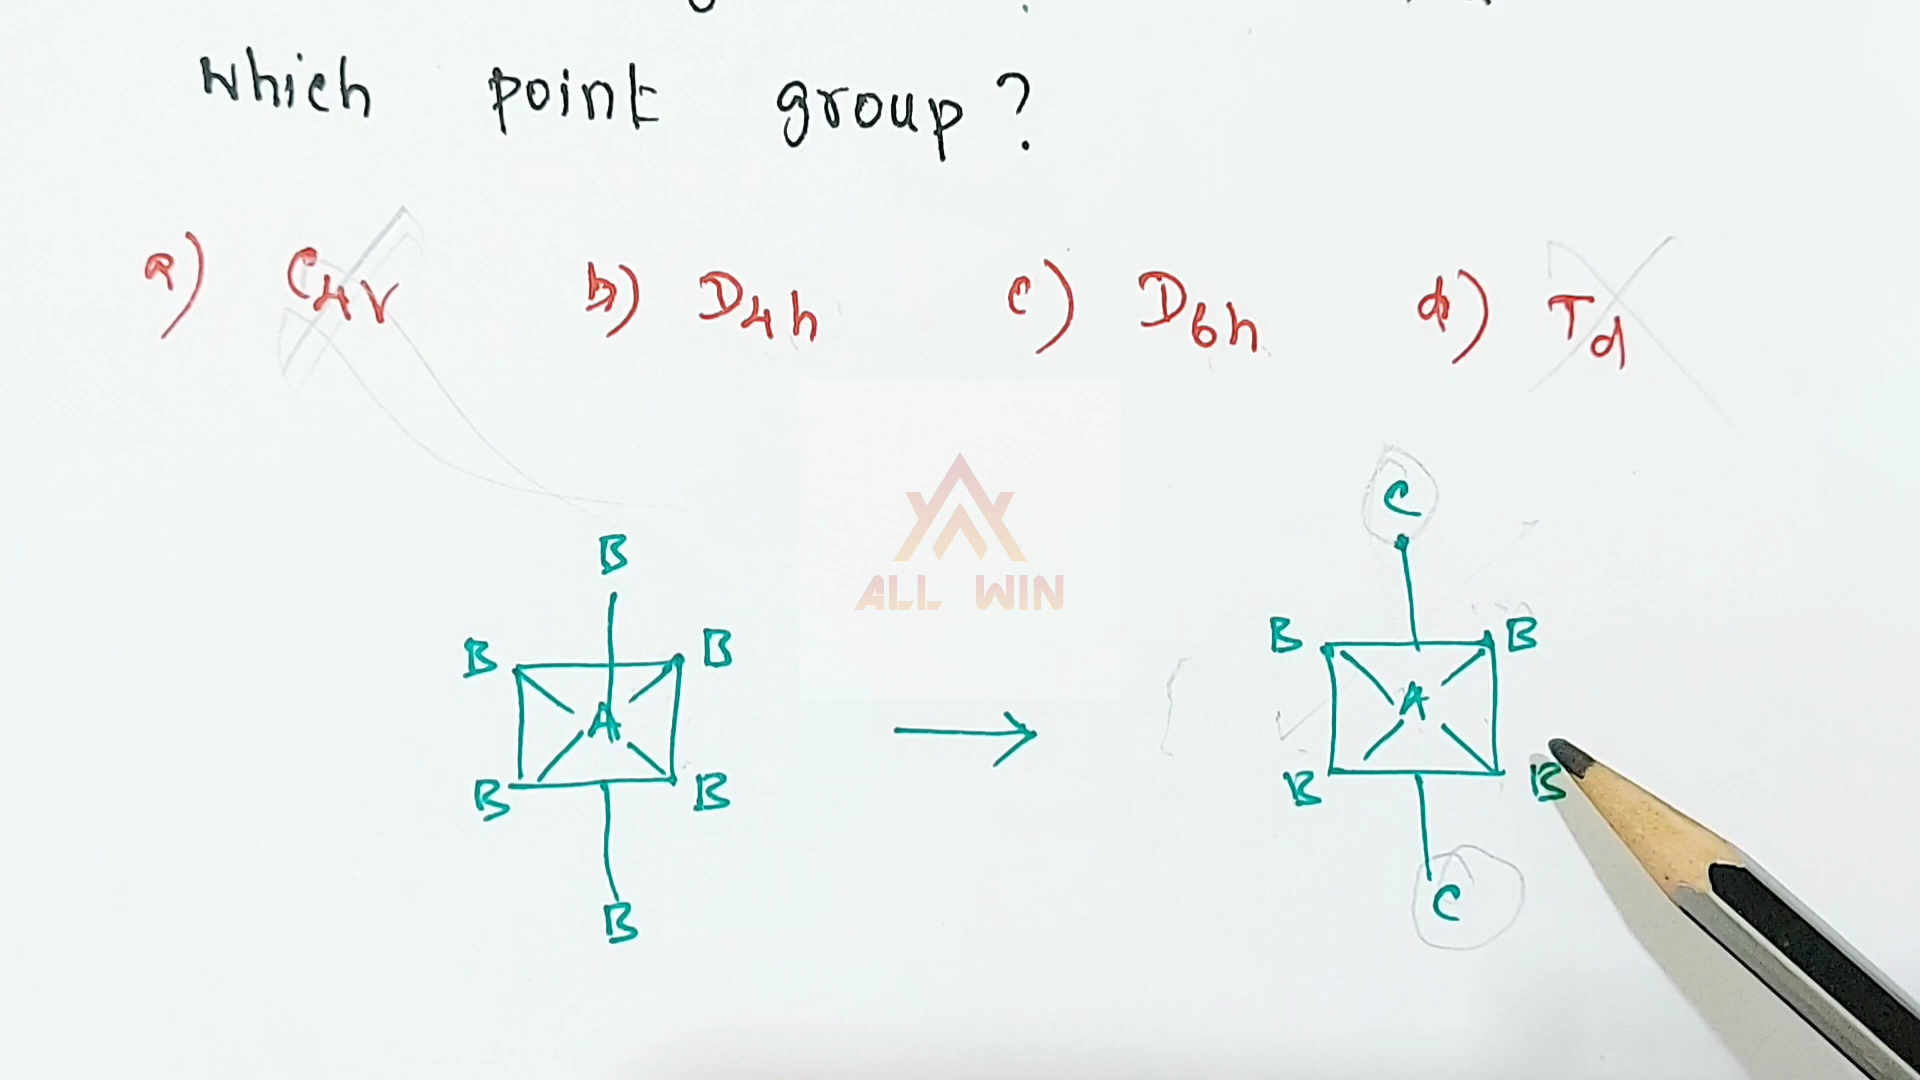 which point group?
a) C4v b) D4h c) D6h d) Td
ALL WIN
C
B
B B B B
A A
B B B B
C
B